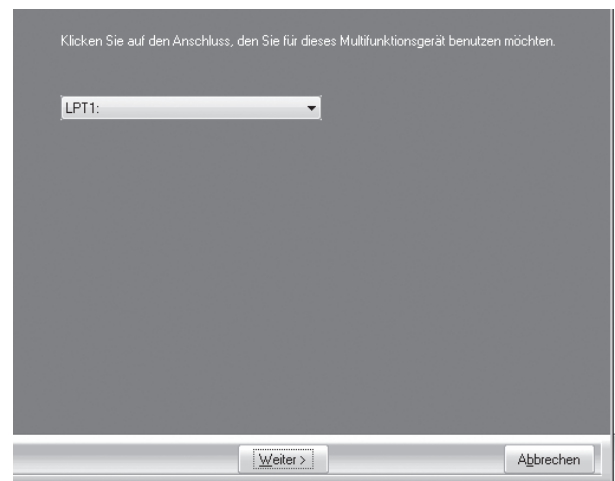 Klicken Sie auf den Anschluss, den Sie für dieses Multifunktionsgerät benutzen möchten.
LPT1:
Weiter >
Abbrechen